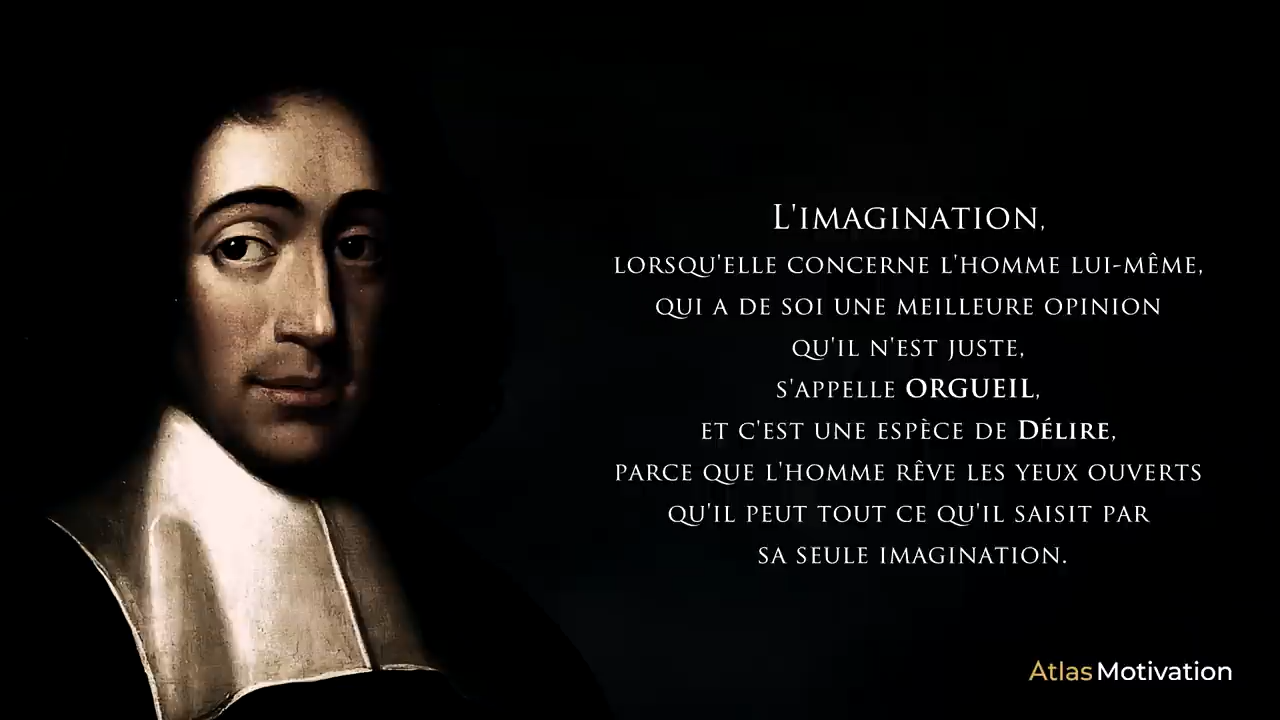 L'IMAGINATION,
LORSQU'ELLE CONCERNE L'HOMME LUI-MÊME,
QUI A DE SOI UNE MEILLEURE OPINION
QU'IL N'EST JUSTE,
S'APPELLE ORGUEIL,
ET C'EST UNE ESPÈCE DE DÉLIRE,
PARCE QUE L'HOMME RÊVE LES YEUX OUVERTS
QU'IL PEUT TOUT CE QU'IL SAISIT PAR
SA SEULE IMAGINATION.
Atlas Motivation